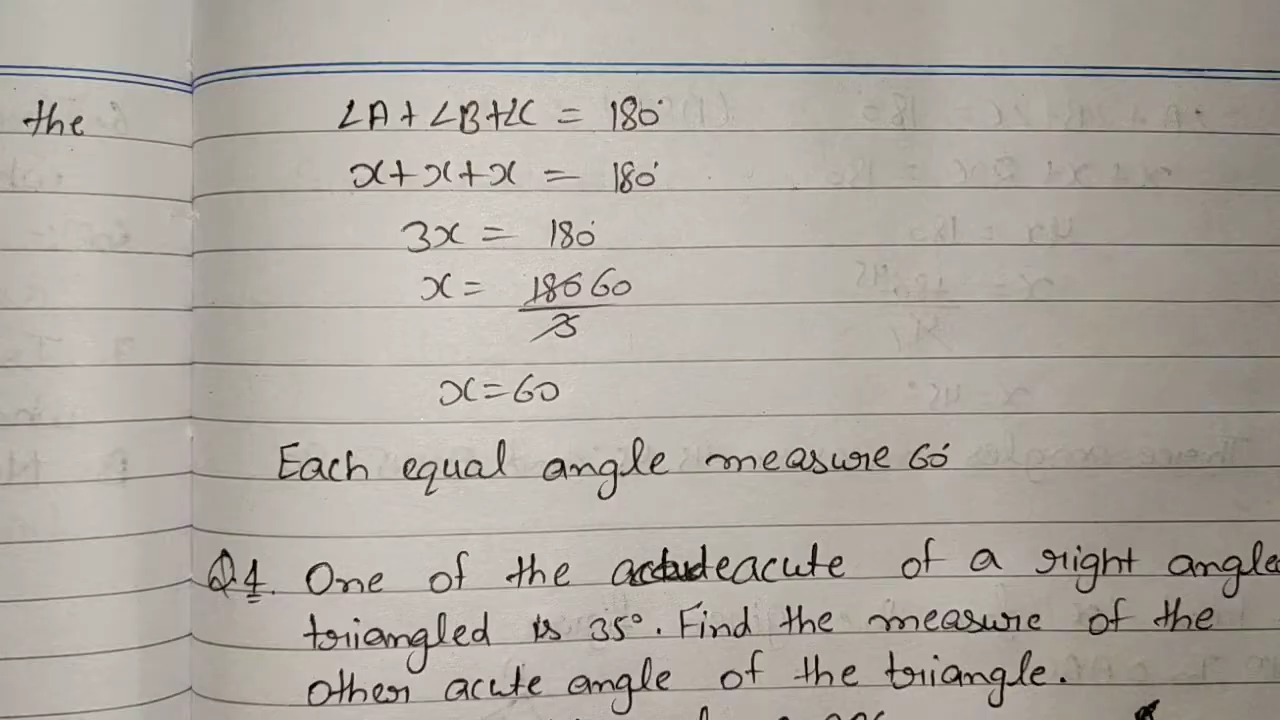 the
∠A + ∠B + ∠C = 180°
x + x + x = 180°
3x = 180°
x = 180 60
3
x = 60
Each equal angle measure 60°
Q.4. One of the acute of a right angle
triangled is 35°. Find the measure of the
other acute angle of the triangle.